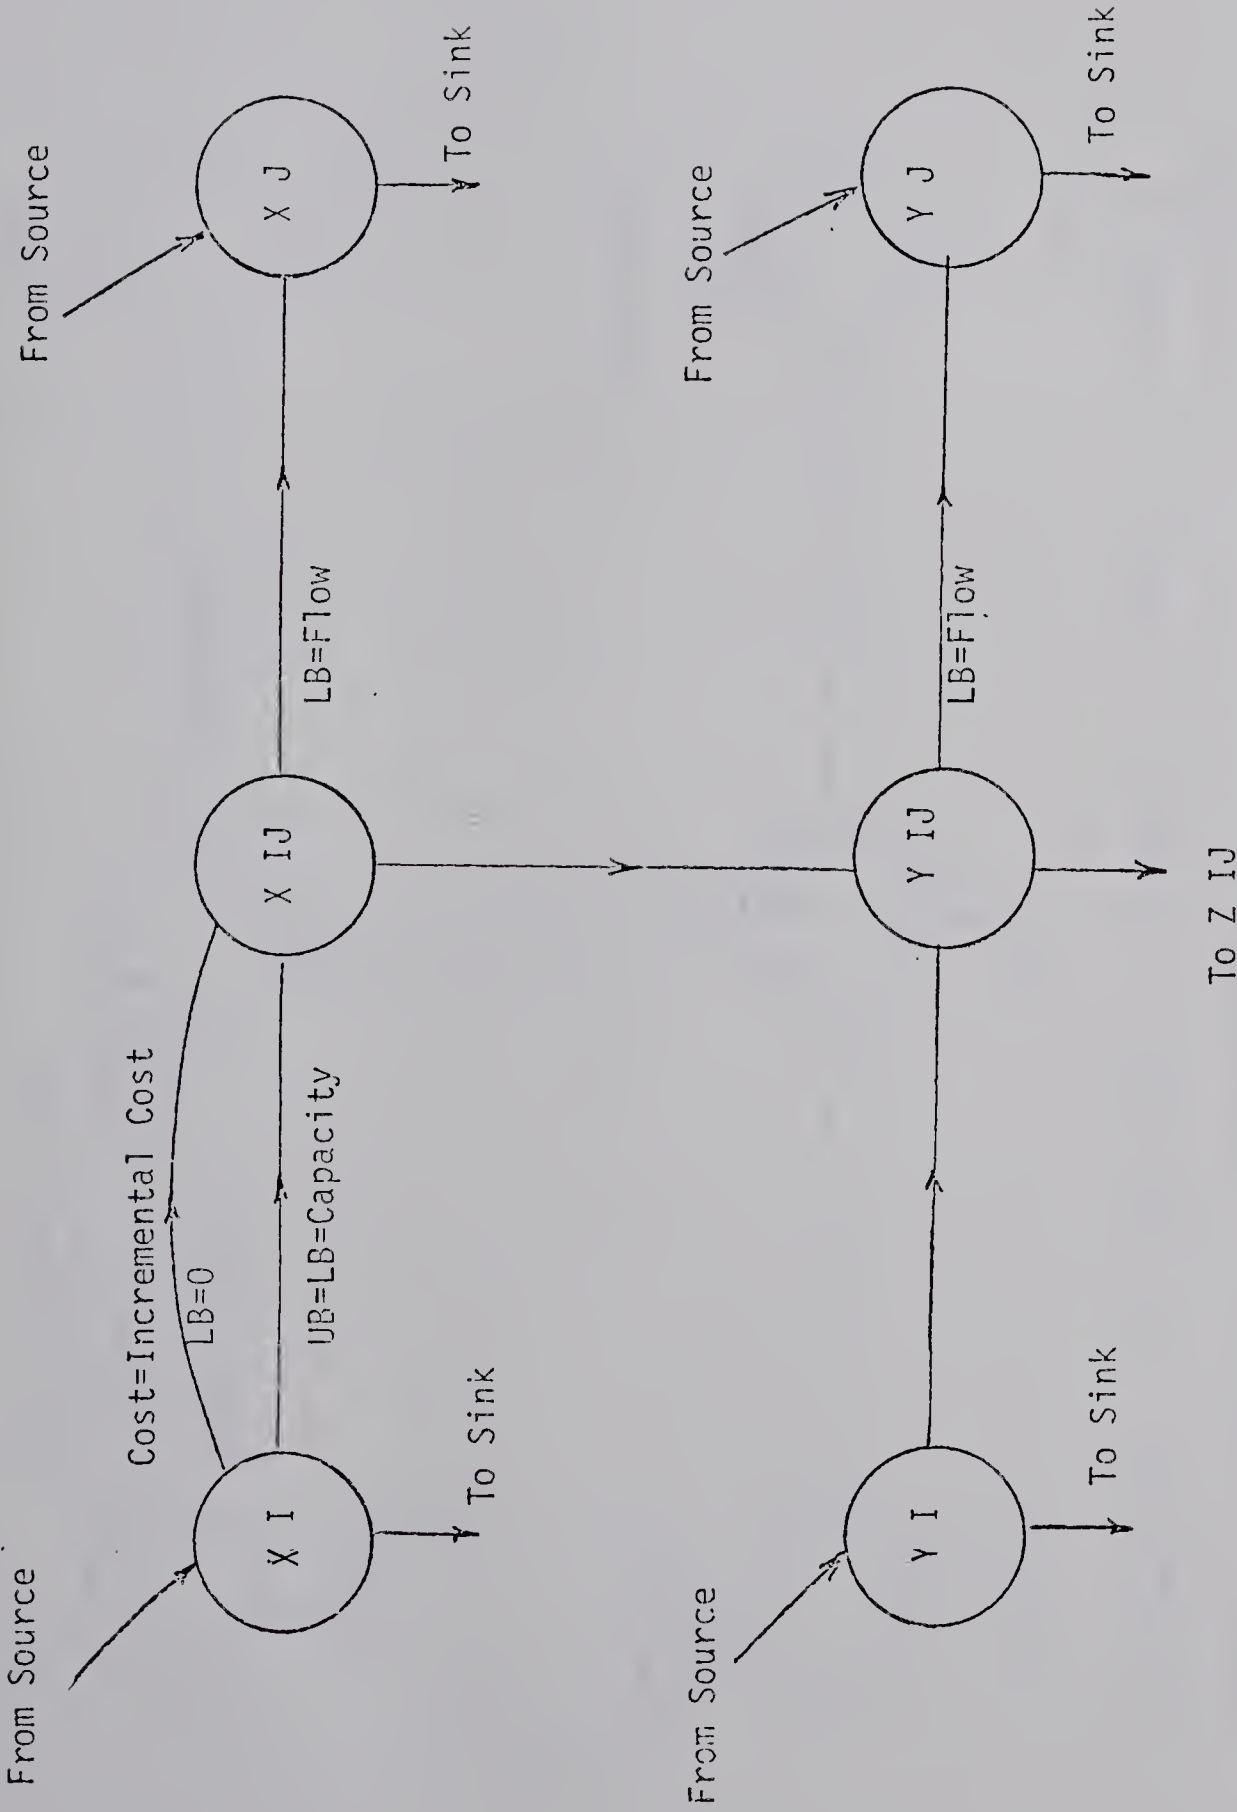 From Source
From Source
Cost=Incremental Cost
LB=0
X I
X IJ
X J
UB=LB=Capacity
LB=Flow
To Sink
To Sink
From Source
From Source
Y I
Y IJ
Y J
LB=Flow
To Sink
To Sink
To Z IJ